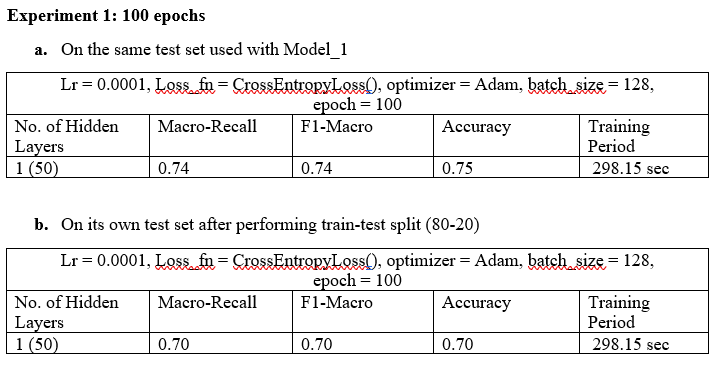 Experiment 1: 100 epochs
a. On the same test set used with Model_1
Lr = 0.0001, Loss_fn = CrossEntropyLoss(), optimizer = Adam, batch_size = 128,
epoch = 100
No. of Hidden Layers Macro-Recall F1-Macro Accuracy Training Period
1 (50) 0.74 0.74 0.75 298.15 sec
b. On its own test set after performing train-test split (80-20)
Lr = 0.0001, Loss_fn = CrossEntropyLoss(), optimizer = Adam, batch_size = 128,
epoch = 100
No. of Hidden Layers Macro-Recall F1-Macro Accuracy Training Period
1 (50) 0.70 0.70 0.70 298.15 sec